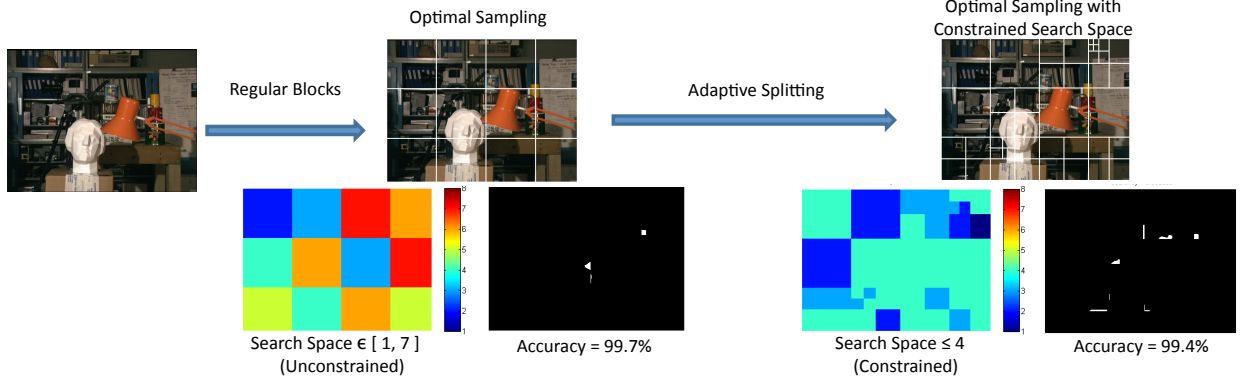 Optimal Sampling
Optimal Sampling with
Constrained Search Space
Regular Blocks
Adaptive Splitting
8
7
6
5
4
3
2
1
8
7
6
5
4
3
2
1
Search Space ϵ [ 1, 7 ]
(Unconstrained)
Accuracy = 99.7%
Search Space ≤ 4
(Constrained)
Accuracy = 99.4%